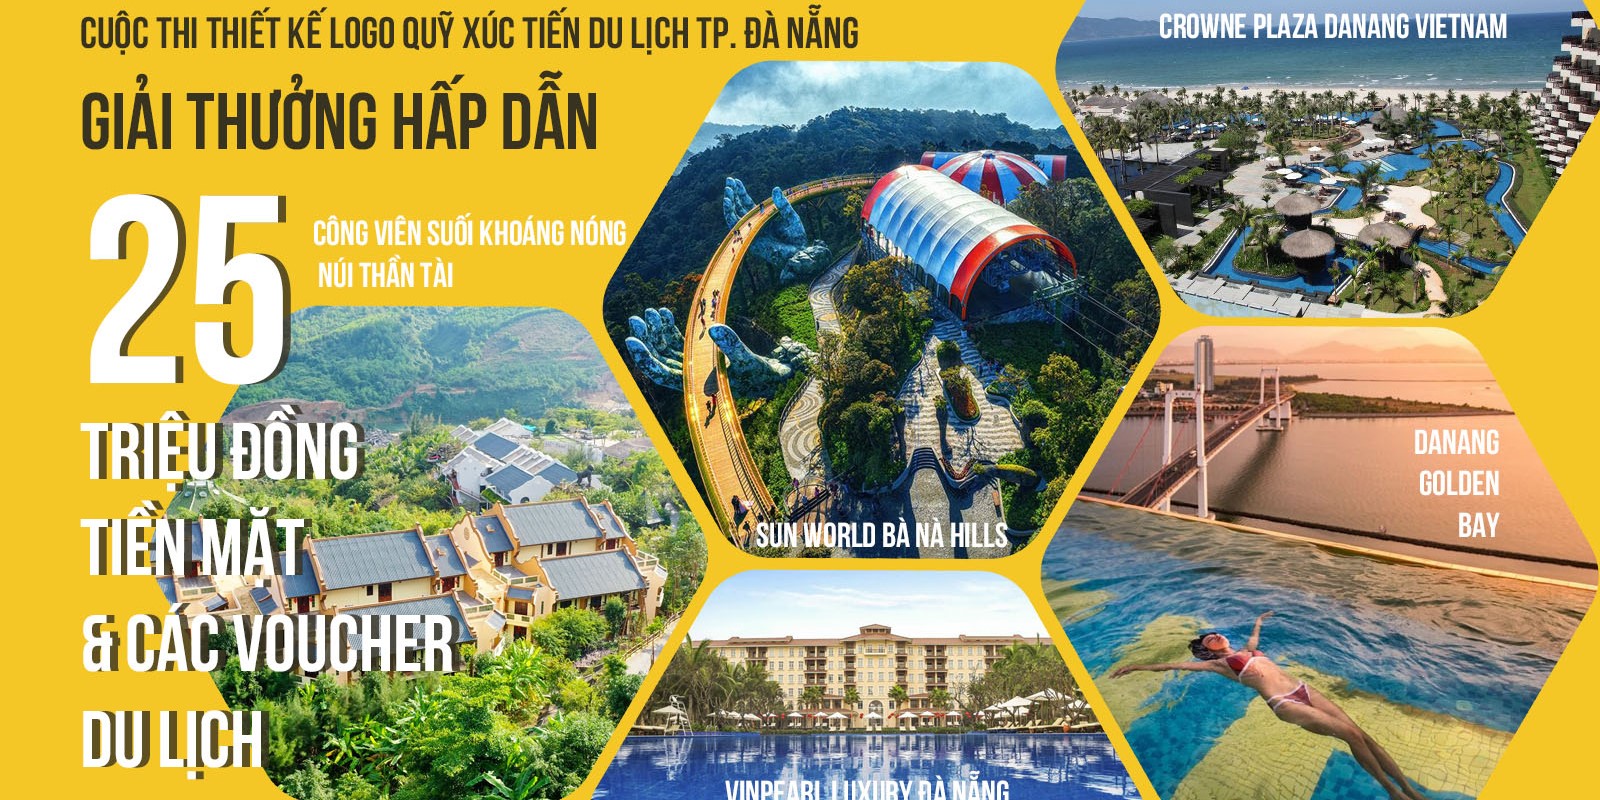 CUỘC THI THIẾT KẾ LOGO QUỸ XÚC TIẾN DU LỊCH TP. ĐÀ NẴNG
GIẢI THƯỞNG HẤP DẪN
25
TRIỆU ĐỒNG
TIỀN MẶT
& CÁC VOUCHER
DU LỊCH
CÔNG VIÊN SUỐI KHOÁNG NÓNG
NÚI THẦN TÀI
SUN WORLD BÀ NÀ HILLS
CROWNE PLAZA DANANG VIETNAM
DANANG
GOLDEN
BAY
VINPEARL LUXURY ĐÀ NẴNG